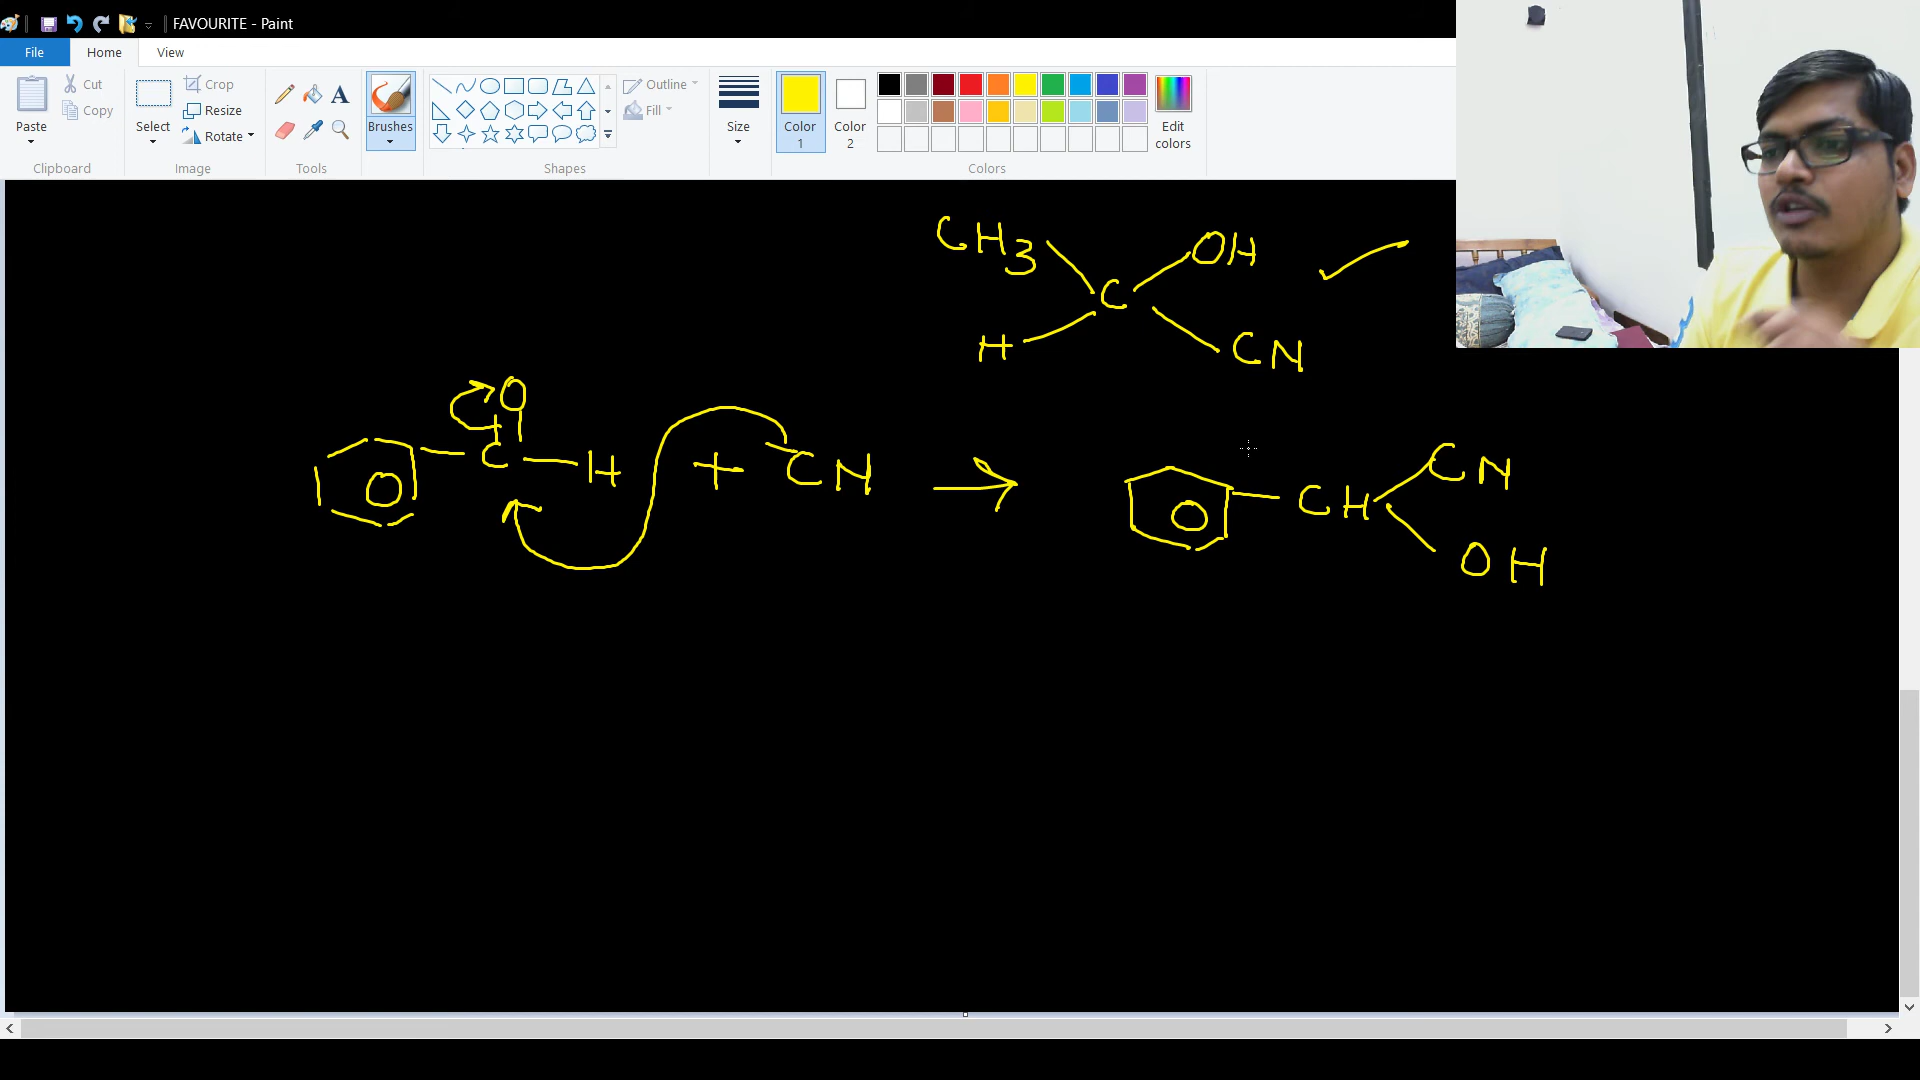 FAVOURITE - Paint
File Home View
Paste
Cut
Copy
Clipboard
Select
Crop
Resize
Rotate
Image
A
Tools
Brushes
Shapes
Outline
Fill
Size
Color 1
Color 2
Edit colors
Colors
CH3 OH
C
H CN
O
C H + CN → CH CN
O O
OH